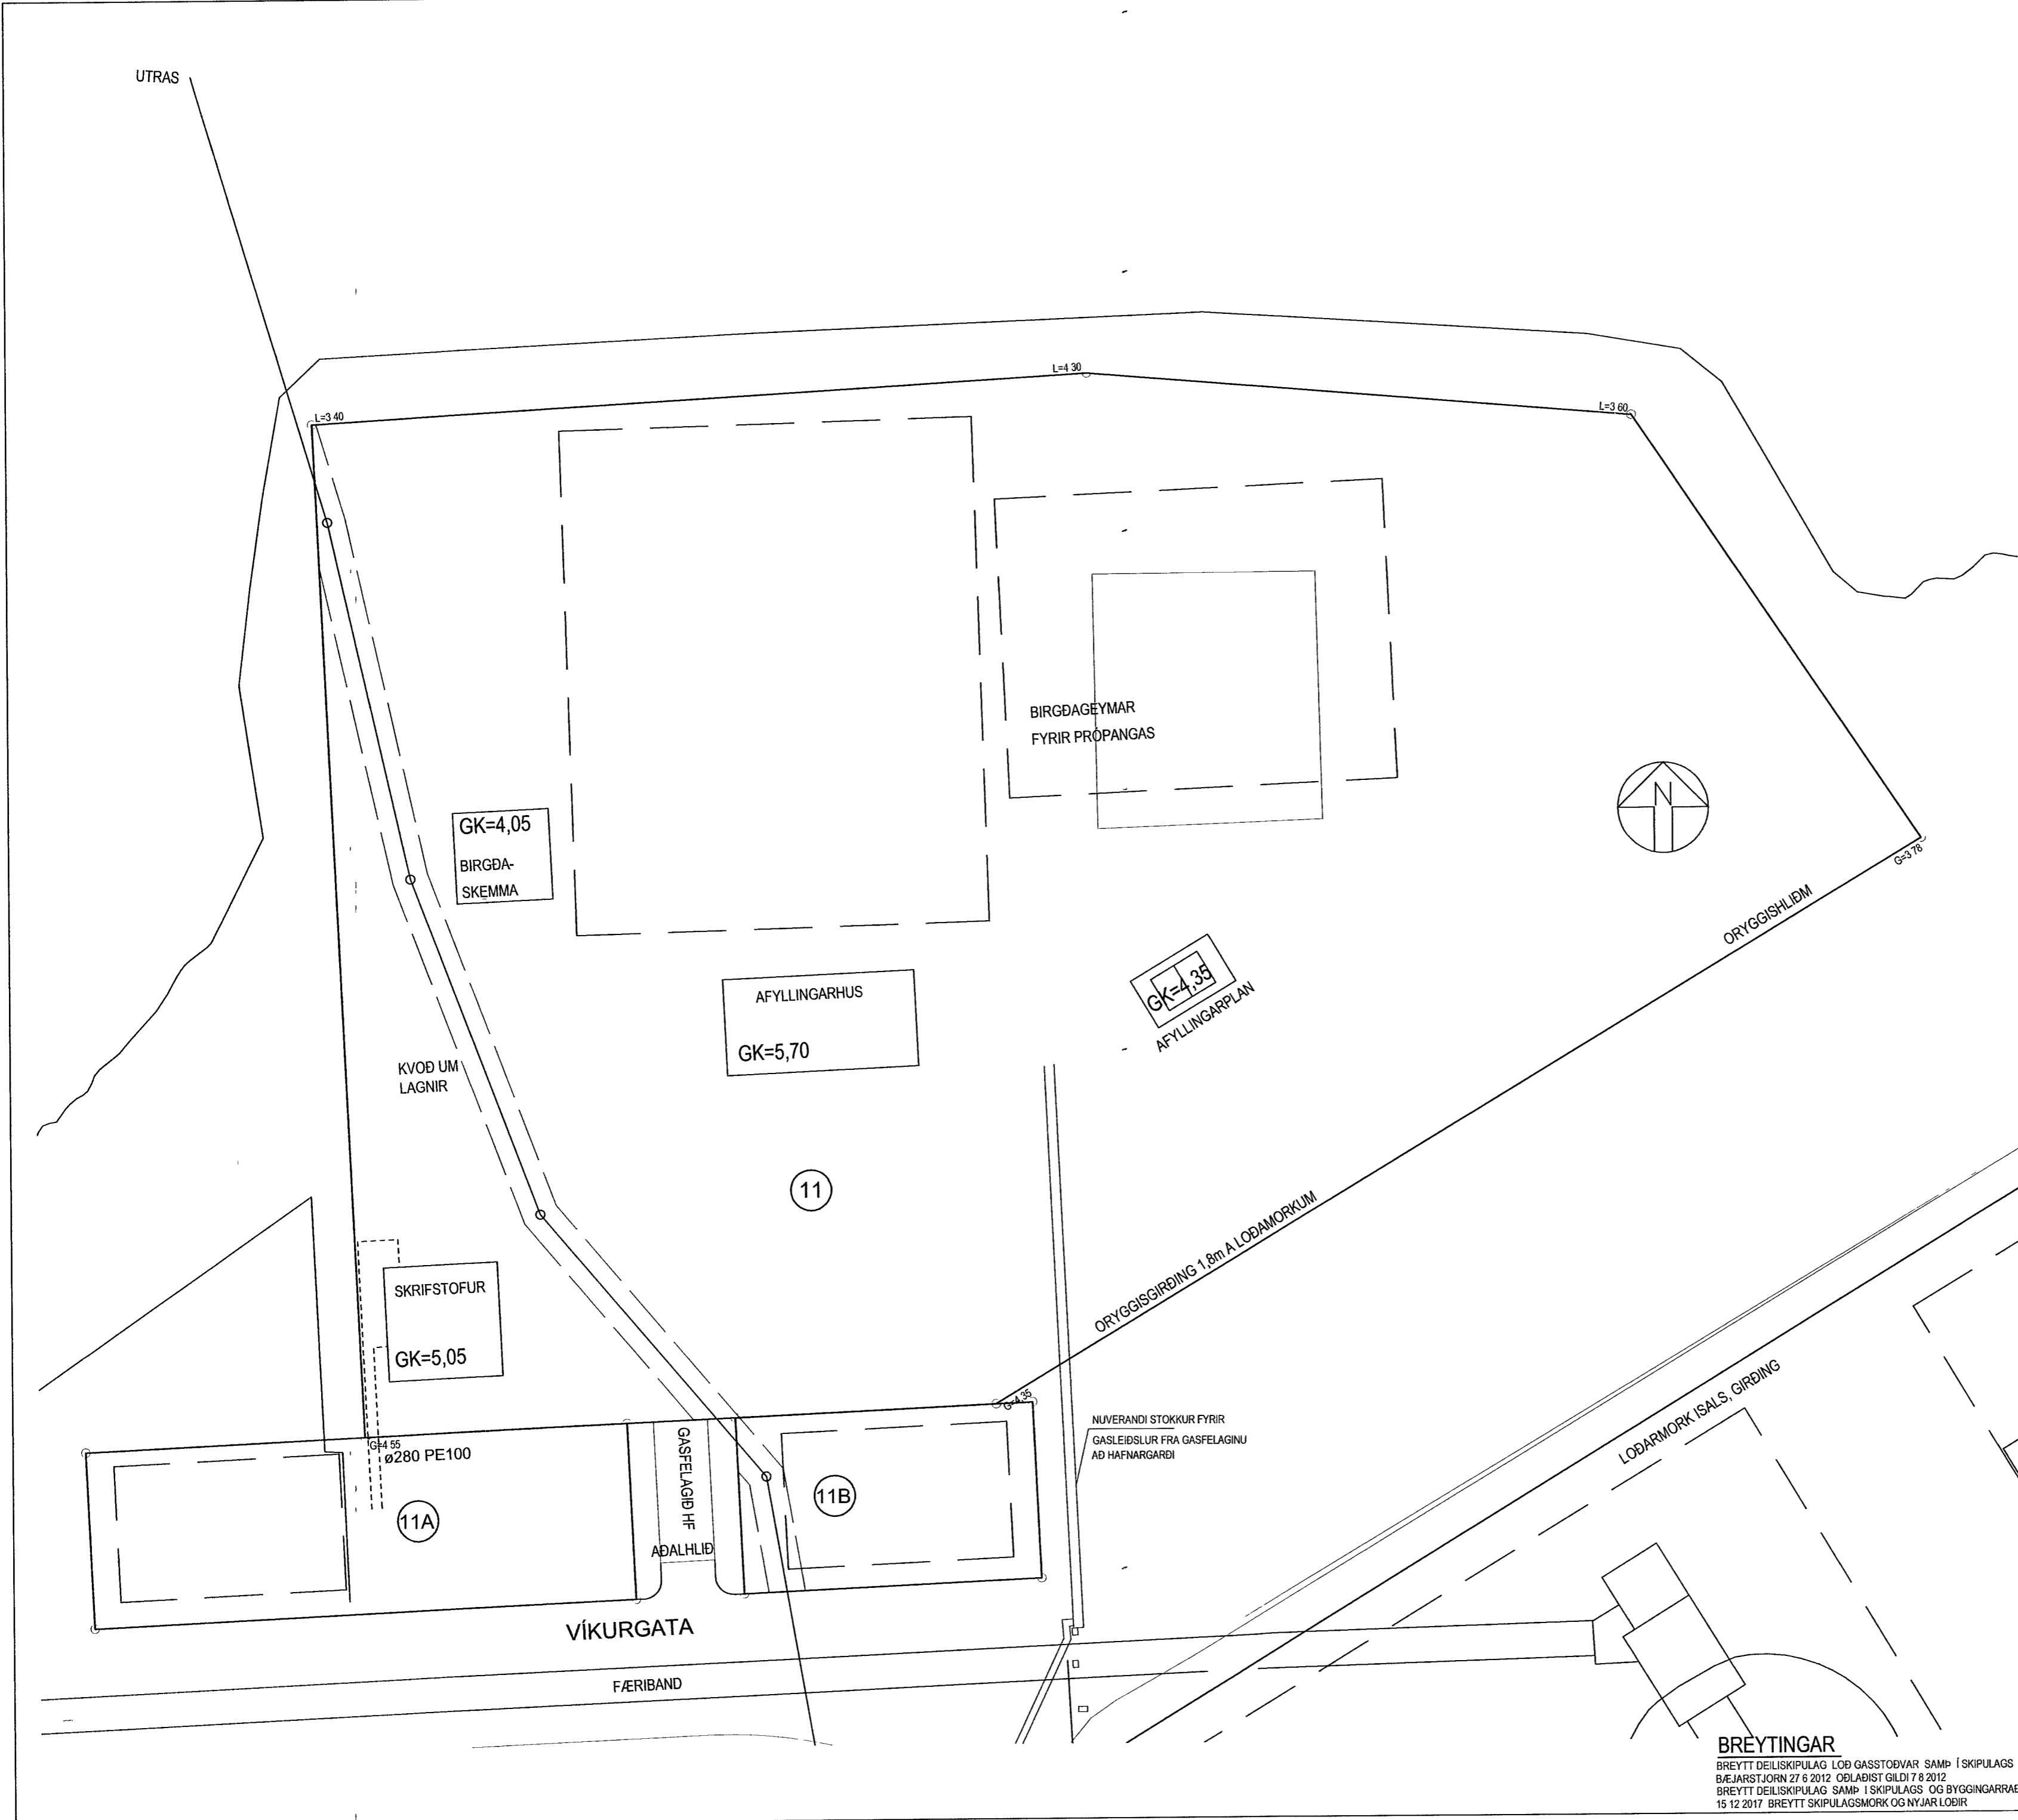 UTRAS
L=4 30
L=3 40
L=3 60
BIRGÐAGEYMAR
FYRIR PRÓPANGAS
N
GK=4,05
BIRGÐA-
SKEMMA
G=3 78
ORYGGISHLIÐM
AFYLLINGARHUS
GK=5,70
GK=4,35
AFYLLINGARPLAN
KVOÐ UM
LAGNIR
11
ORYGGISGIRÐING 1,8m A LOÐAMORKUM
SKRIFSTOFUR
GK=5,05
G=4,35
LOÐARMORK ISALS, GIRÐING
NUVERANDI STOKKUR FYRIR
GASLEIÐSLUR FRA GASFELAGINU
AÐ HAFNARGARÐI
G=4 55
ø280 PE100
GASFELAGIÐ HF
11A
11B
AÐALHLIÐ
VÍKURGATA
FÆRIBAND
BREYTINGAR
BREYTT DEILISKIPULAG LOÐ GASSTOÐVAR SAMÞ Í SKIPULAGS
BÆJARSTJORN 27 6 2012 OÐLAÐIST GILDI 7 8 2012
BREYTT DEILISKIPULAG SAMÞ I SKIPULAGS OG BYGGINGARRAÐ
15 12 2017 BREYTT SKIPULAGSMORK OG NYJAR LOÐIR